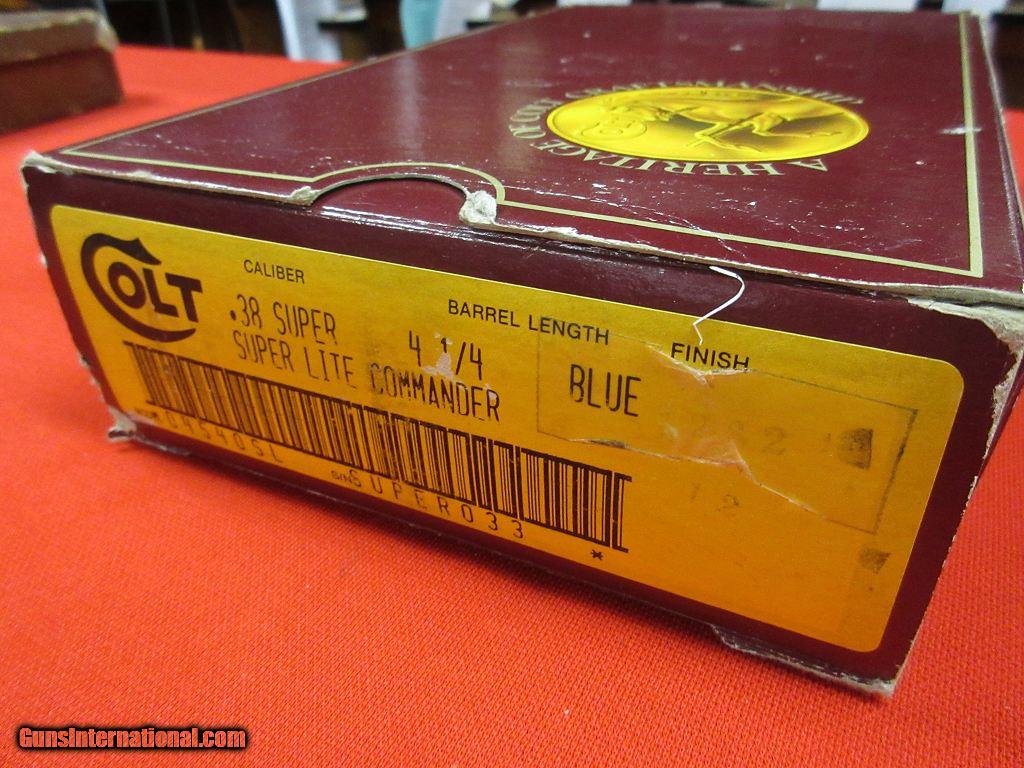 A HERITAGE OF COLT CRAFTSMANSHIP
COLT
CALIBER
BARREL LENGTH
FINISH
.38 SUPER
4 1/4
BLUE
SUPER LITE COMMANDER
S/N SUPER033 *
GunsInternational.com